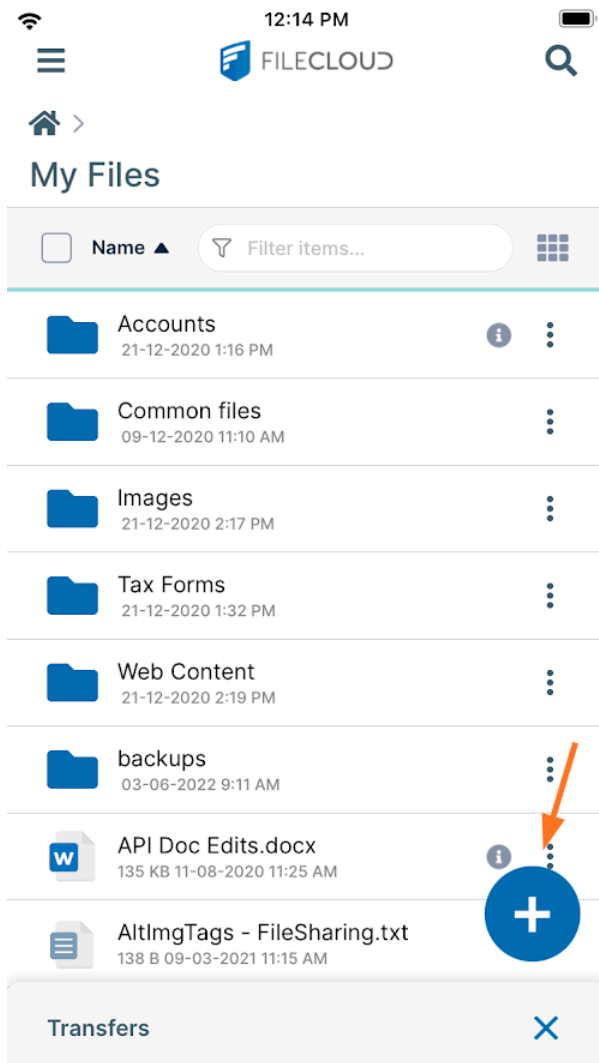 12:14 PM
FILECLOUD
My Files
Name
Filter items...
Accounts
21-12-2020 1:16 PM
Common files
09-12-2020 11:10 AM
Images
21-12-2020 2:17 PM
Tax Forms
21-12-2020 1:32 PM
Web Content
21-12-2020 2:19 PM
backups
03-06-2022 9:11 AM
W
API Doc Edits.docx
135 KB 11-08-2020 11:25 AM
AltImgTags - FileSharing.txt
138 B 09-03-2021 11:15 AM
Transfers